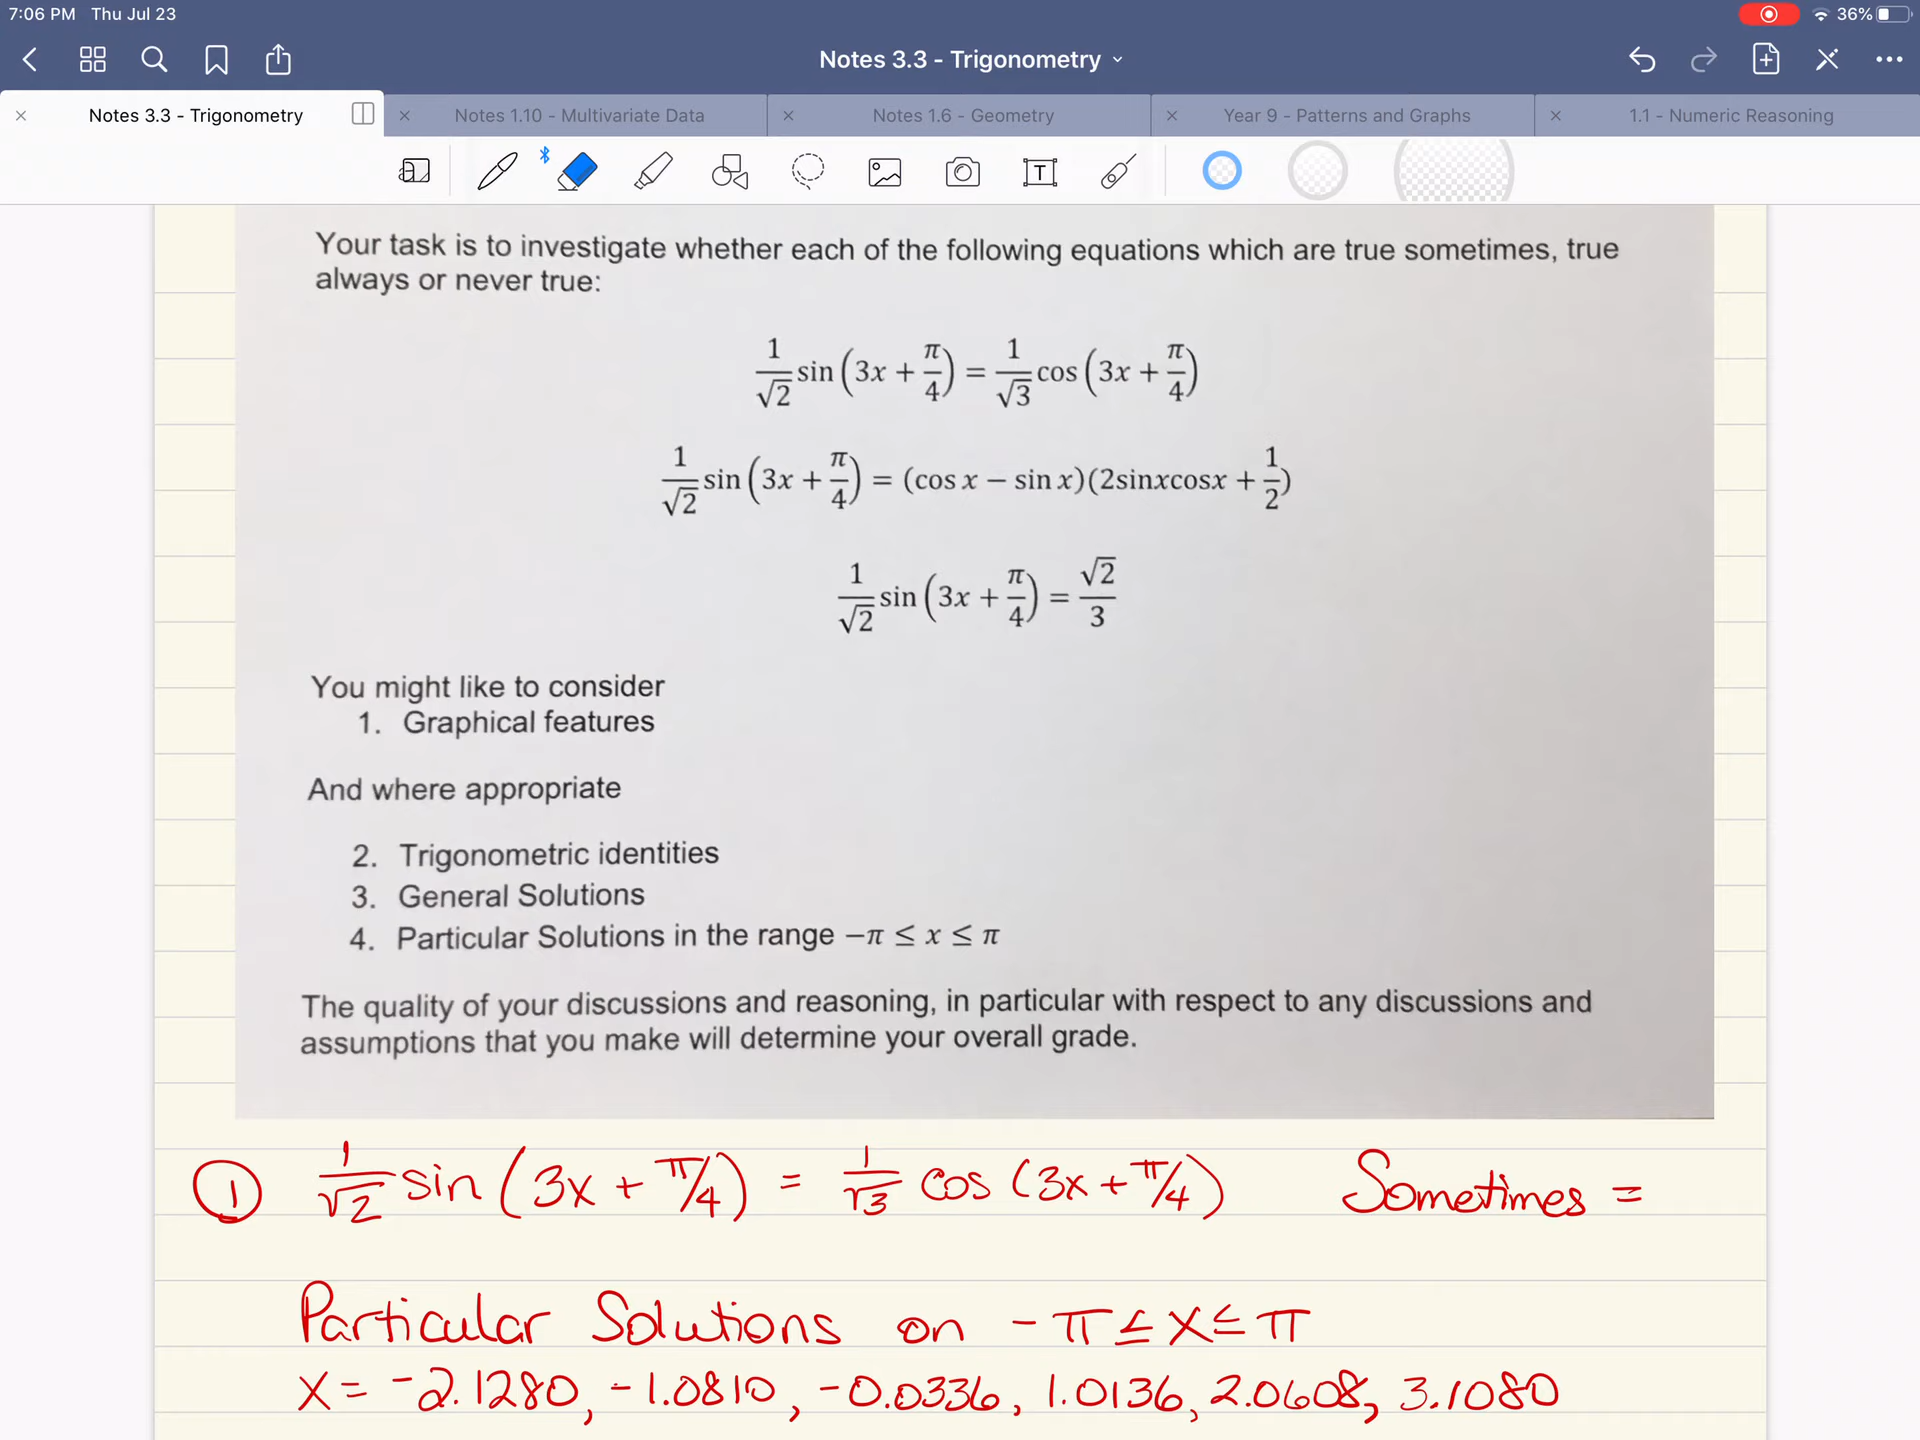 7:06 PM Thu Jul 23
36%
Notes 3.3 - Trigonometry
Notes 3.3 - Trigonometry
Notes 1.10 - Multivariate Data
Notes 1.6 - Geometry
Year 9 - Patterns and Graphs
1.1 - Numeric Reasoning
Your task is to investigate whether each of the following equations which are true sometimes, true
always or never true:
1/√2 sin(3x + π/4) = 1/√3 cos(3x + π/4)
1/√2 sin(3x + π/4) = (cos x − sin x)(2sinxcosx + 1/2)
1/√2 sin(3x + π/4) = √2/3
You might like to consider
1. Graphical features
And where appropriate
2. Trigonometric identities
3. General Solutions
4. Particular Solutions in the range −π ≤ x ≤ π
The quality of your discussions and reasoning, in particular with respect to any discussions and
assumptions that you make will determine your overall grade.
① 1/√2 sin(3x + π/4) = 1/√3 cos(3x + π/4) Sometimes =
Particular Solutions on -π ≤ x ≤ π
x = -2.1280, -1.0810, -0.0336, 1.0136, 2.0608, 3.1080